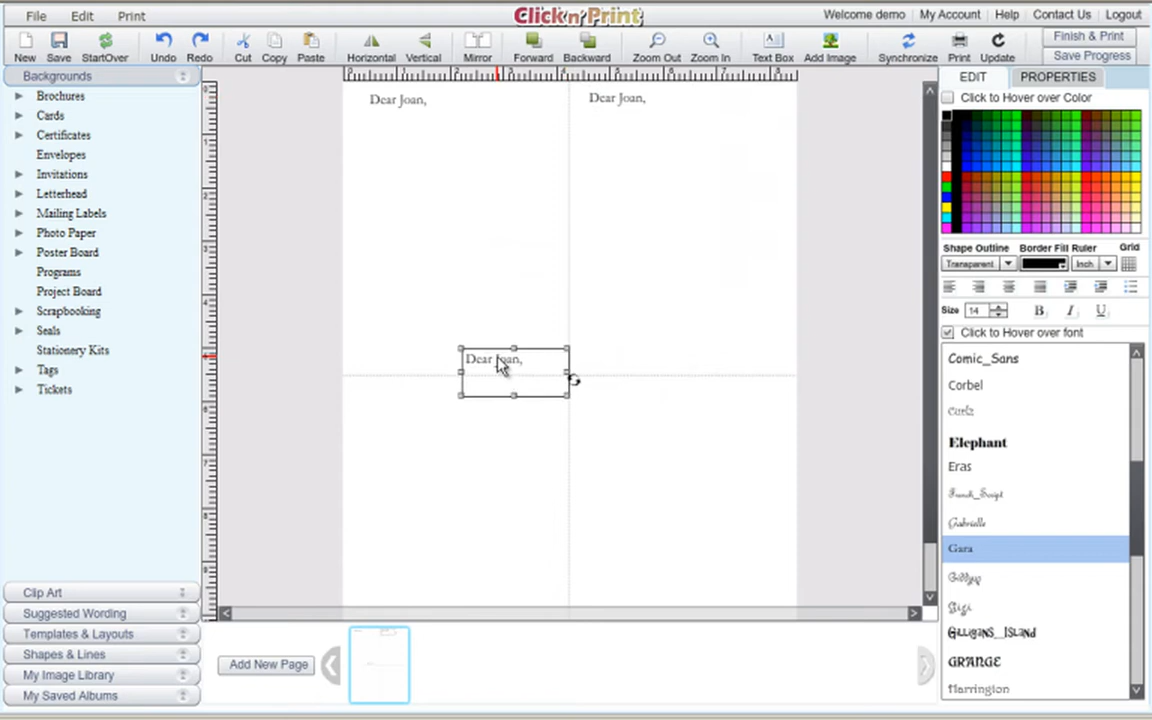 File Edit Print
Click n' Print
Welcome demo My Account Help Contact Us Logout
New Save StartOver Undo Redo Cut Copy Paste Horizontal Vertical Mirror Forward Backward Zoom Out Zoom In Text Box Add Image Synchronize Print Update
Finish & Print
Save Progress
Backgrounds
Brochures
Cards
Certificates
Envelopes
Invitations
Letterhead
Mailing Labels
Photo Paper
Poster Board
Programs
Project Board
Scrapbooking
Seals
Stationery Kits
Tags
Tickets
Clip Art
Suggested Wording
Templates & Layouts
Shapes & Lines
My Image Library
My Saved Albums
Dear Joan,
Dear Joan,
Dear Joan,
Add New Page
EDIT PROPERTIES
Click to Hover over Color
Shape Outline Border Fill Ruler Grid
Transparent Inch
Size 14 B I U
Click to Hover over font
Comic_Sans
Corbel
Curlz
Elephant
Eras
French_Script
Gabrielle
Gara
Giddyup
Gigi
Gilligans_Island
GRANGE
Harrington